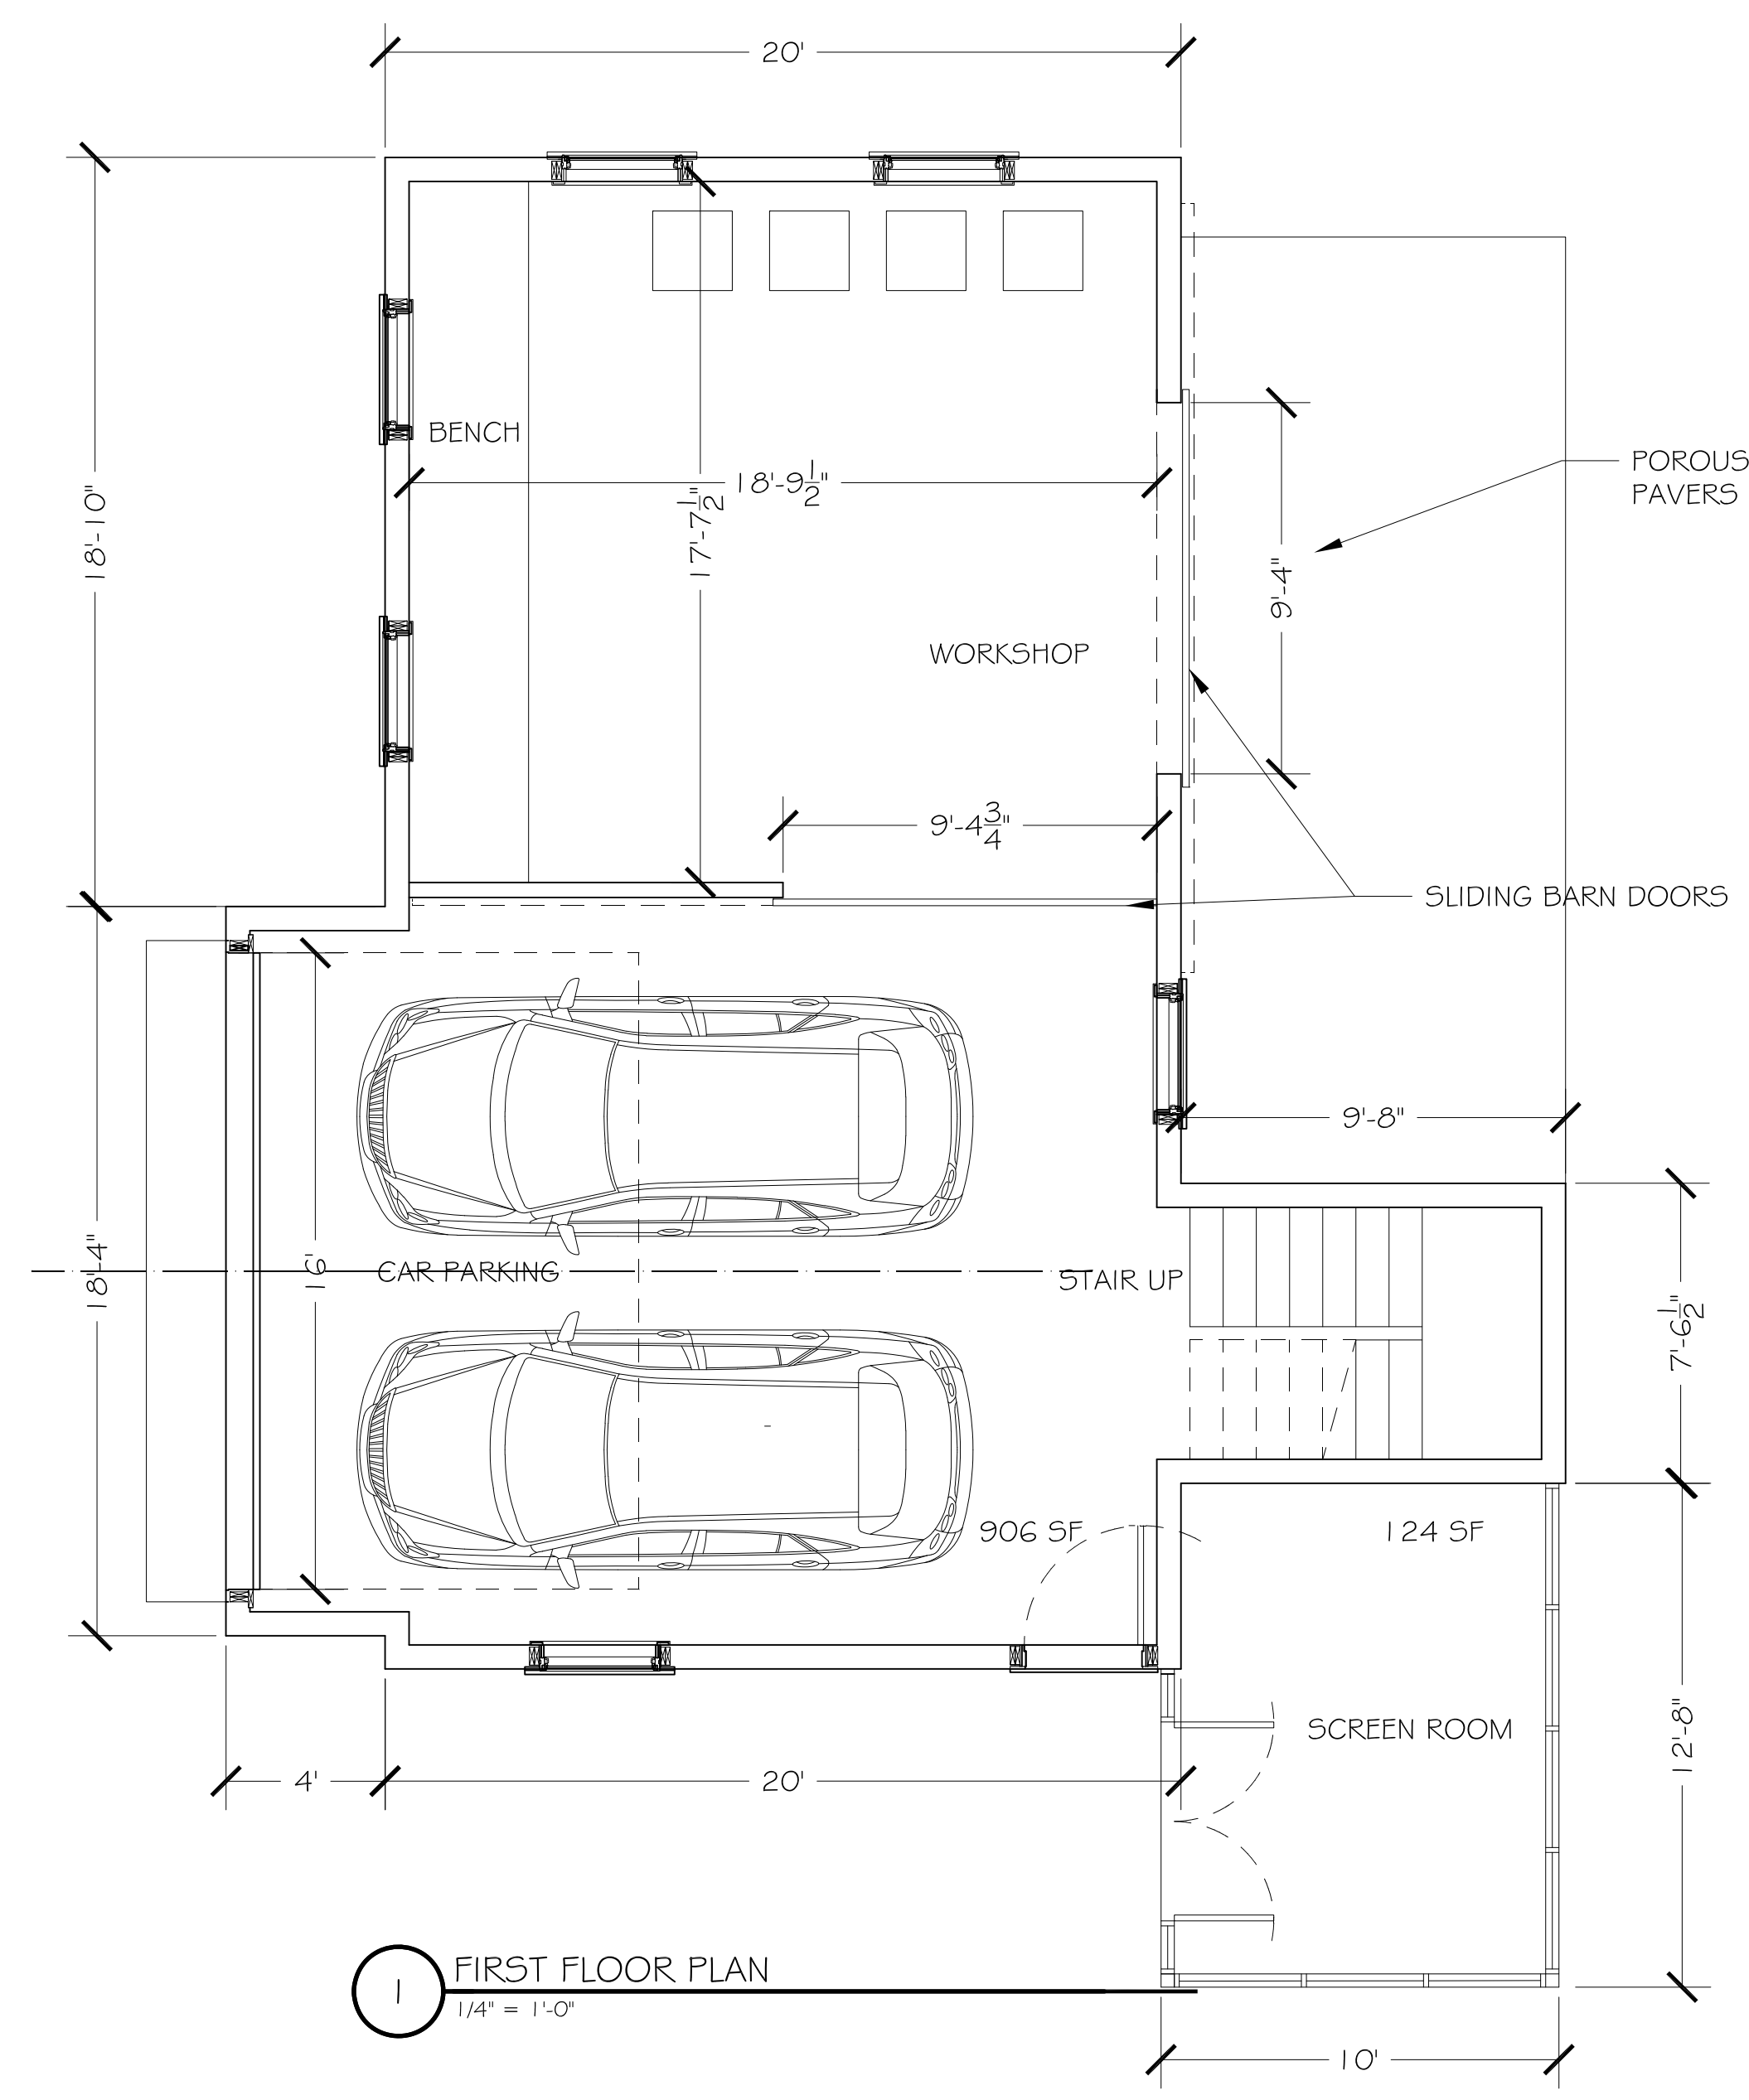 20'
BENCH
18'-9 1/2"
17'-7 1/2"
18'-10"
POROUS
PAVERS
9'-4"
WORKSHOP
9'-4 3/4"
SLIDING BARN DOORS
9'-8"
18'-4"
16'
CAR PARKING
STAIR UP
7'-6 1/2"
906 SF
124 SF
SCREEN ROOM
12'-8"
4'
20'
1
FIRST FLOOR PLAN
1/4" = 1'-0"
10'